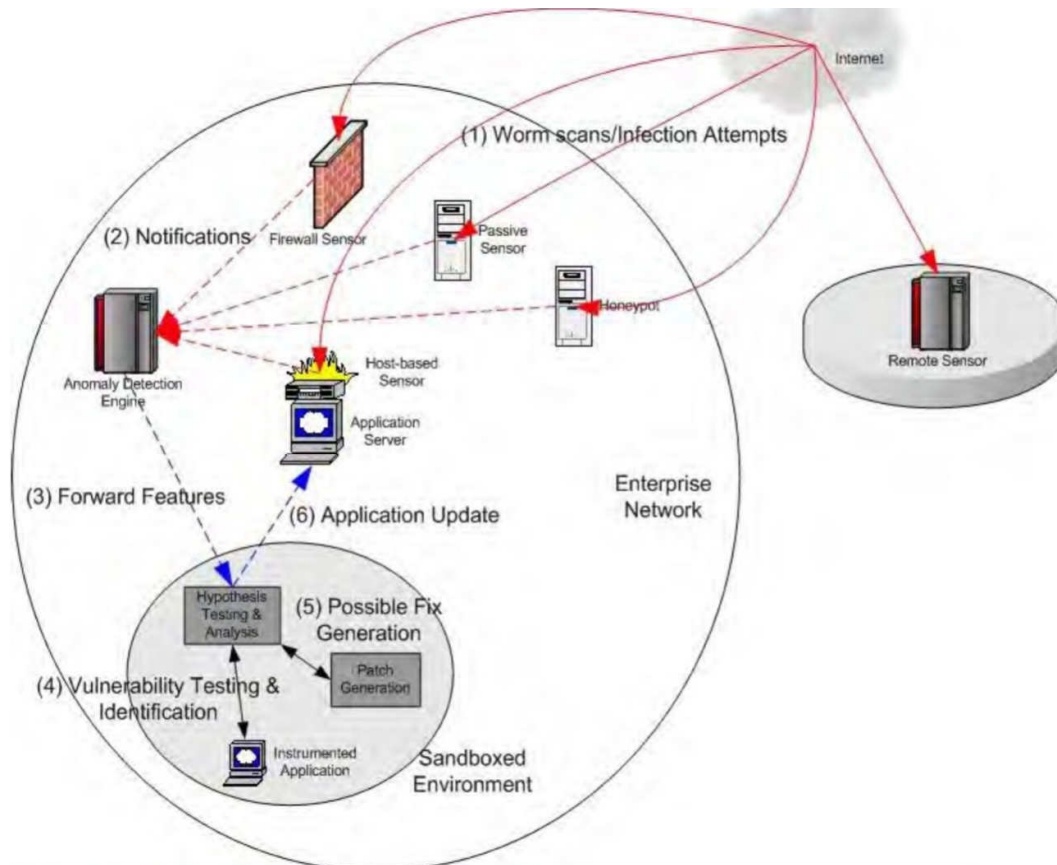 Internet
(1) Worm scans/Infection Attempts
Firewall Sensor
(2) Notifications
Passive
Sensor
Honeypot
Remote Sensor
Anomaly Detection
Engine
Host-based
Sensor
Application
Server
(3) Forward Features
(6) Application Update
Enterprise
Network
Hypothesis
Testing &
Analysis
(5) Possible Fix
Generation
Patch
Generation
(4) Vulnerability Testing &
Identification
Instrumented
Application
Sandboxed
Environment